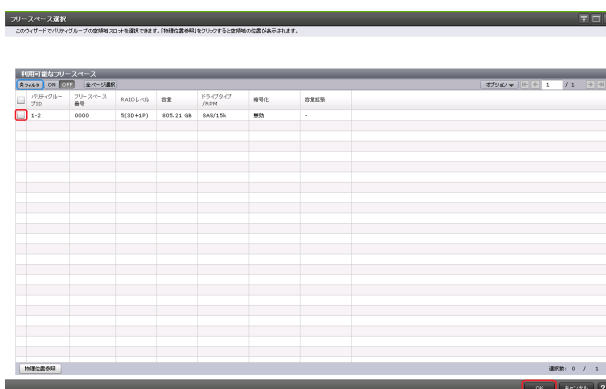 フリースペース選択
このウィザードでパリティグループの空領域スロットを選択できます。「物理位置参照」をクリックすると空領域の位置が表示されます。
利用可能なフリースペース
フィルタ ON OFF 全ページ選択 オプション 1 / 1
パリティグループID フリースペース番号 RAIDレベル 容量 ドライブタイプ/RPM 暗号化 容量拡張
1-2 0000 5(3D+1P) 805.21 GB SAS/15k 無効 -
物理位置参照 選択数: 0 / 1
OK キャンセル ?